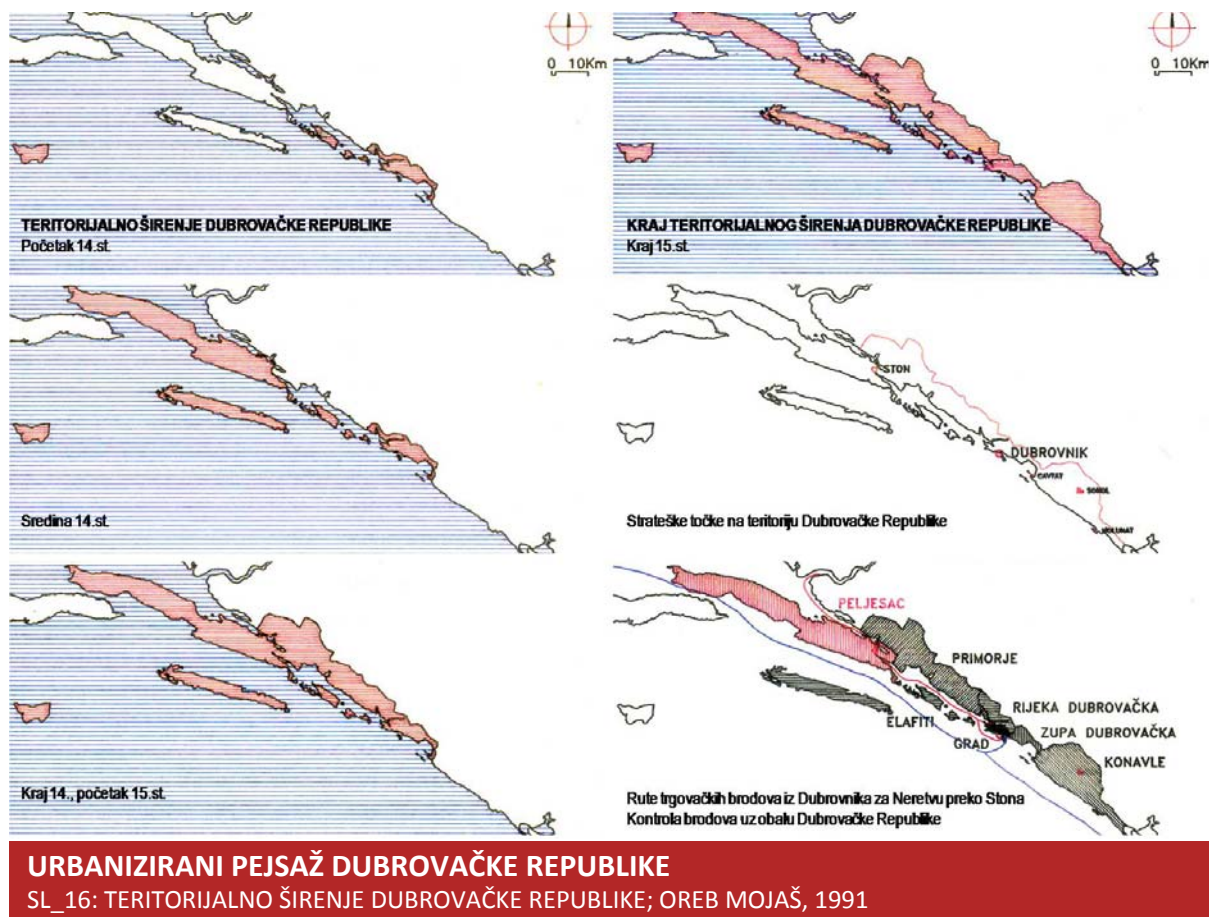 0 10Km
TERITORIJALNO ŠIRENJE DUBROVAČKE REPUBLIKE
Početak 14.st.
0 10Km
KRAJ TERITORIJALNOG ŠIRENJA DUBROVAČKE REPUBLIKE
Kraj 15.st.
Sredina 14.st.
STON
DUBROVNIK
CAVTAT
SOKOL
MOLUNAT
Strateške točke na teritoriju Dubrovačke Republike
Kraj 14., početak 15.st.
PELJESAC
PRIMORJE
RIJEKA DUBROVAČKA
ELAFITI
ZUPA DUBROVAČKA
GRAD
KONAVLE
Rute trgovačkih brodova iz Dubrovnika za Neretvu preko Stona
Kontrola brodova uz obalu Dubrovačke Republike
URBANIZIRANI PEJSAŽ DUBROVAČKE REPUBLIKE
SL_16: TERITORIJALNO ŠIRENJE DUBROVAČKE REPUBLIKE; OREB MOJAŠ, 1991